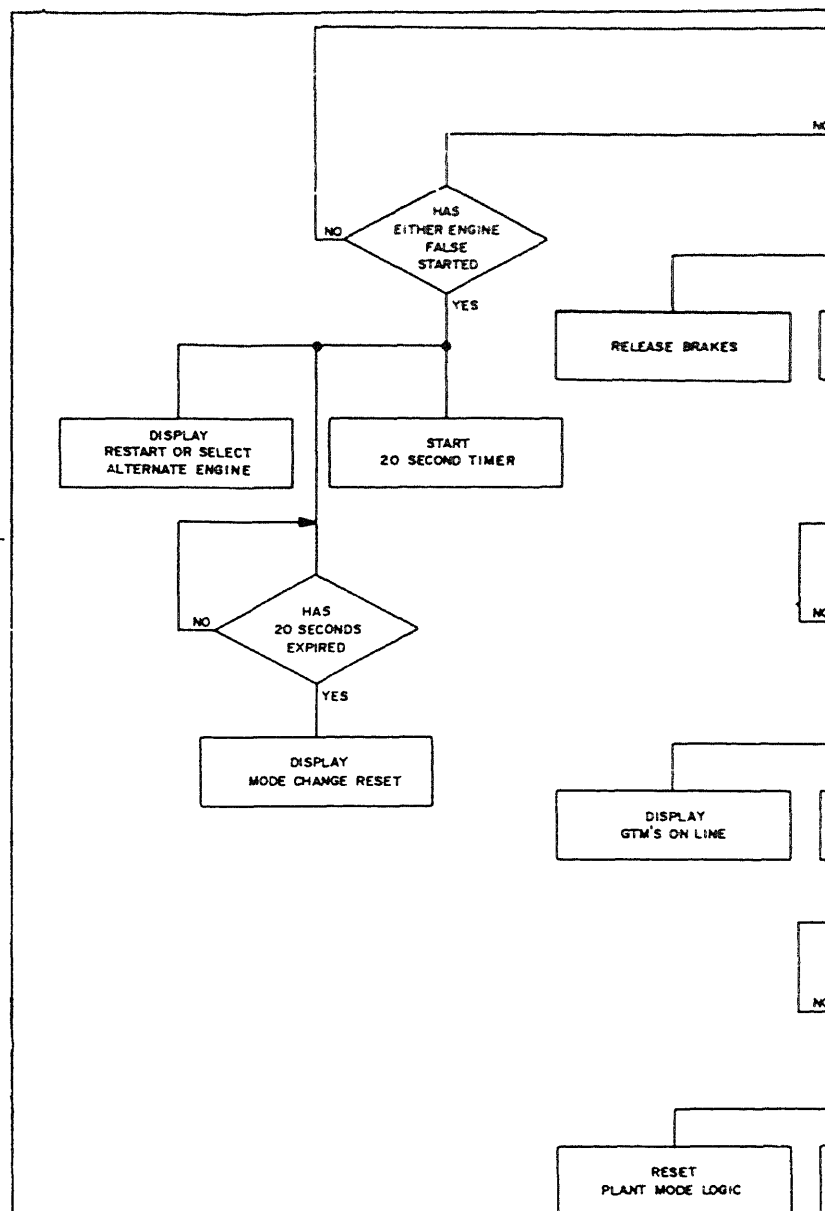 NO
HAS
EITHER ENGINE
FALSE
STARTED
NO
YES
RELEASE BRAKES
DISPLAY
RESTART OR SELECT
ALTERNATE ENGINE
START
20 SECOND TIMER
HAS
20 SECONDS
EXPIRED
NO
NO
YES
DISPLAY
MODE CHANGE RESET
DISPLAY
GTM'S ON LINE
NO
RESET
PLANT MODE LOGIC